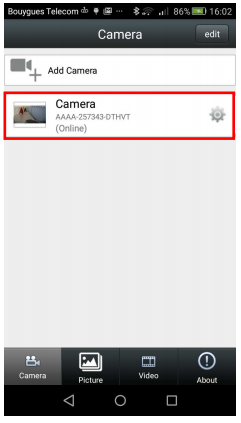 Bouygues Telecom ... 86% 16:02
Camera edit
Add Camera
Camera
AAAA-257343-DTHVT
(Online)
Camera Picture Video About